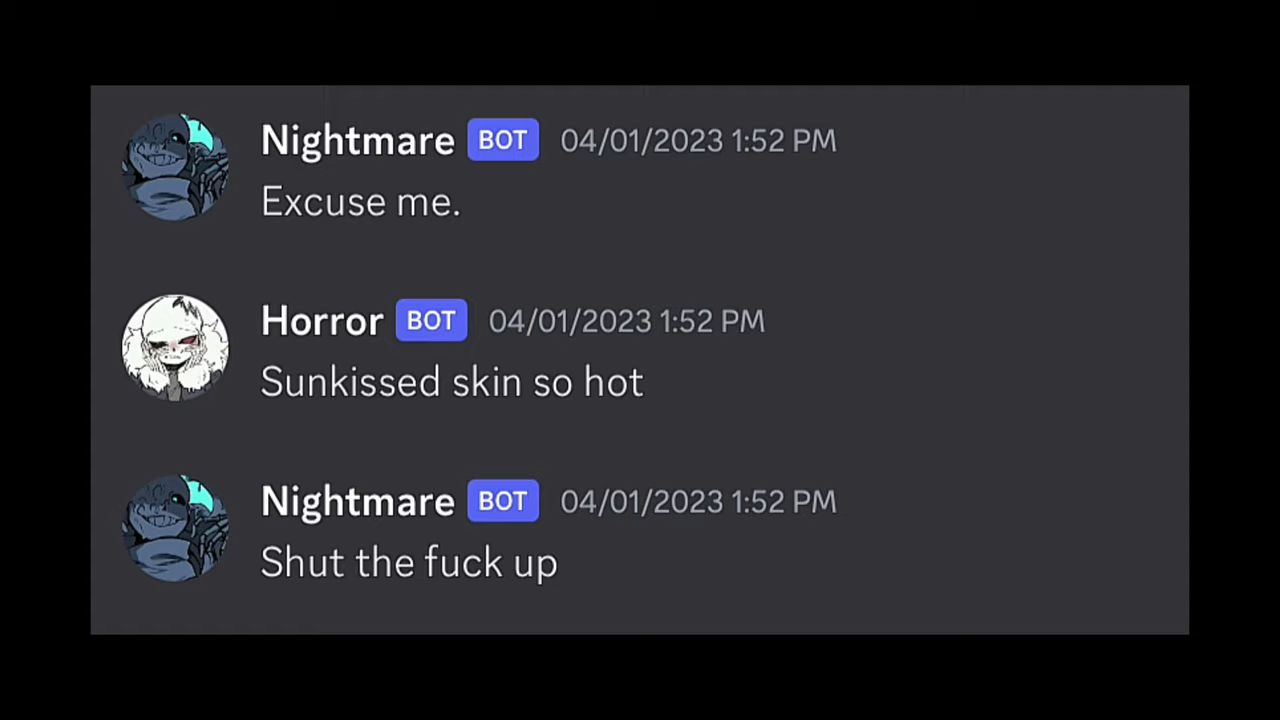 Nightmare BOT 04/01/2023 1:52 PM
Excuse me.
Horror BOT 04/01/2023 1:52 PM
Sunkissed skin so hot
Nightmare BOT 04/01/2023 1:52 PM
Shut the fuck up